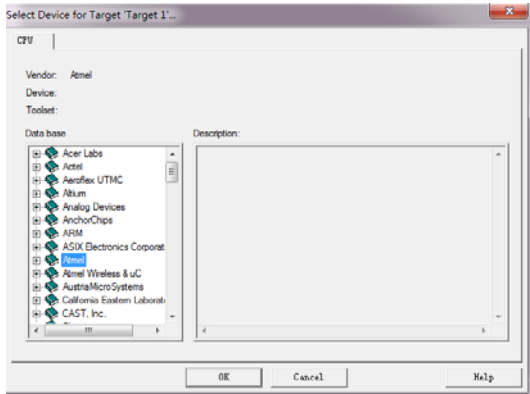 Select Device for Target 'Target 1'...
CPU
Vendor: Atmel
Device:
Toolset:
Data base
Description:
Acer Labs
Actel
Aeroflex UTMC
Altium
Analog Devices
AnchorChips
ARM
ASIX Electronics Corporat
Atmel
Atmel Wireless & uC
AustriaMicroSystems
California Eastern Laborat
CAST, Inc.
OK
Cancel
Help